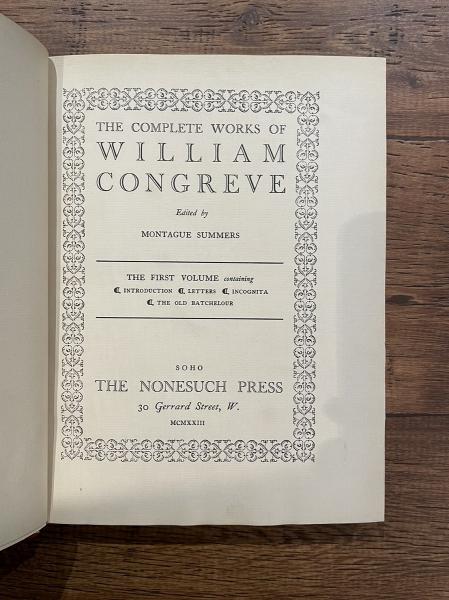 THE COMPLETE WORKS OF
WILLIAM
CONGREVE
Edited by
MONTAGUE SUMMERS
THE FIRST VOLUME containing
⁋ INTRODUCTION ⁋ LETTERS ⁋ INCOGNITA
⁋ THE OLD BATCHELOUR
SOHO
THE NONESUCH PRESS
30 Gerrard Street, W.
MCMXXIII